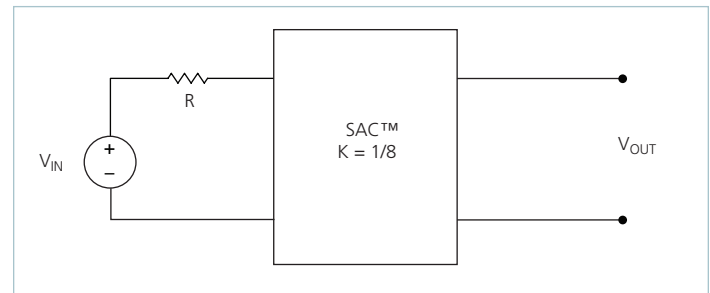 R
SAC™
K = 1/8
V_IN
+
–
V_OUT